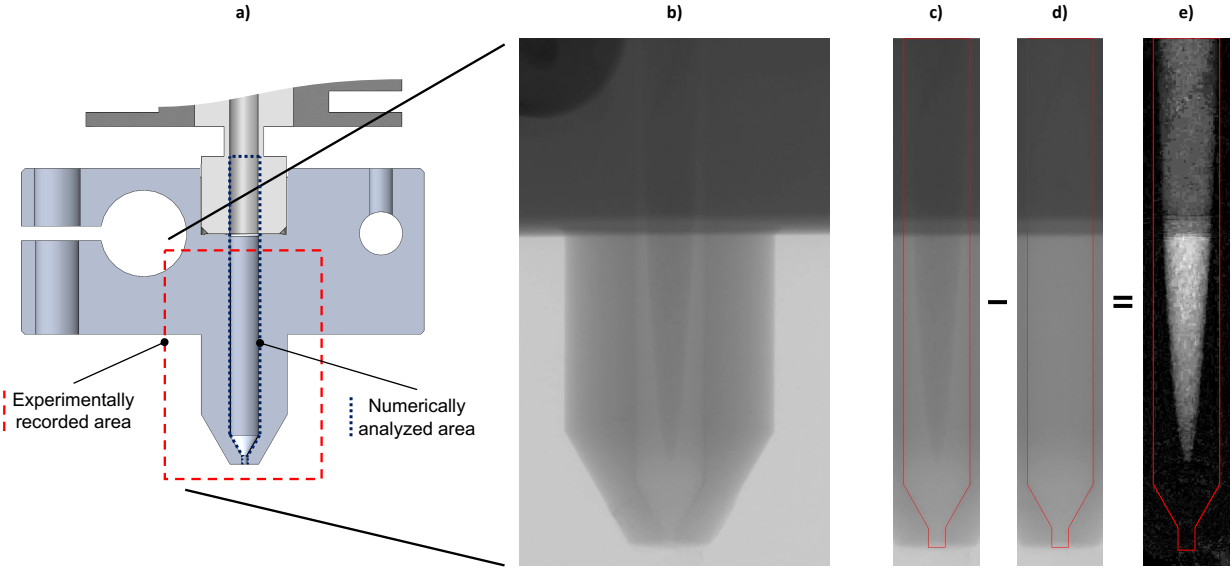 a)
b)
c)
d)
e)
Experimentally
recorded area
Numerically
analyzed area